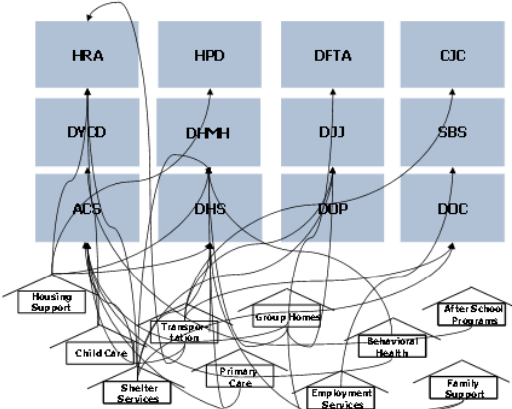 HRA HPD DFTA CJC
DYCD DHMH DJJ SBS
ACS DHS DOP DOC
Housing
Support
Transpor-
tation
Group Homes
After School
Programs
Child Care
Behavioral
Health
Primary
Care
Shelter
Services
Employment
Services
Family
Support